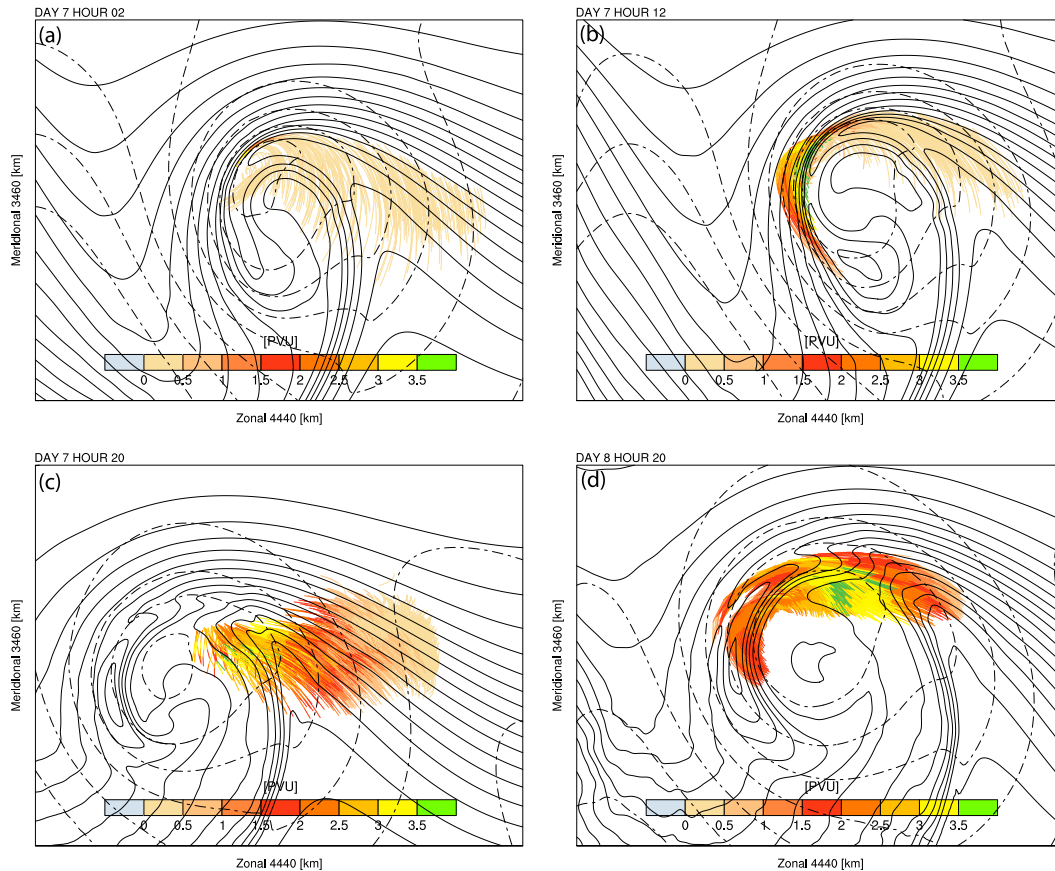 DAY 7 HOUR 02
(a)
Meridional 3460 [km]
[PVU]
0 0.5 1 1.5 2 2.5 3 3.5
Zonal 4440 [km]
DAY 7 HOUR 12
(b)
Meridional 3460 [km]
[PVU]
0 0.5 1 1.5 2 2.5 3 3.5
Zonal 4440 [km]
DAY 7 HOUR 20
(c)
Meridional 3460 [km]
[PVU]
0 0.5 1 1.5 2 2.5 3 3.5
Zonal 4440 [km]
DAY 8 HOUR 20
(d)
Meridional 3460 [km]
[PVU]
0 0.5 1 1.5 2 2.5 3 3.5
Zonal 4440 [km]